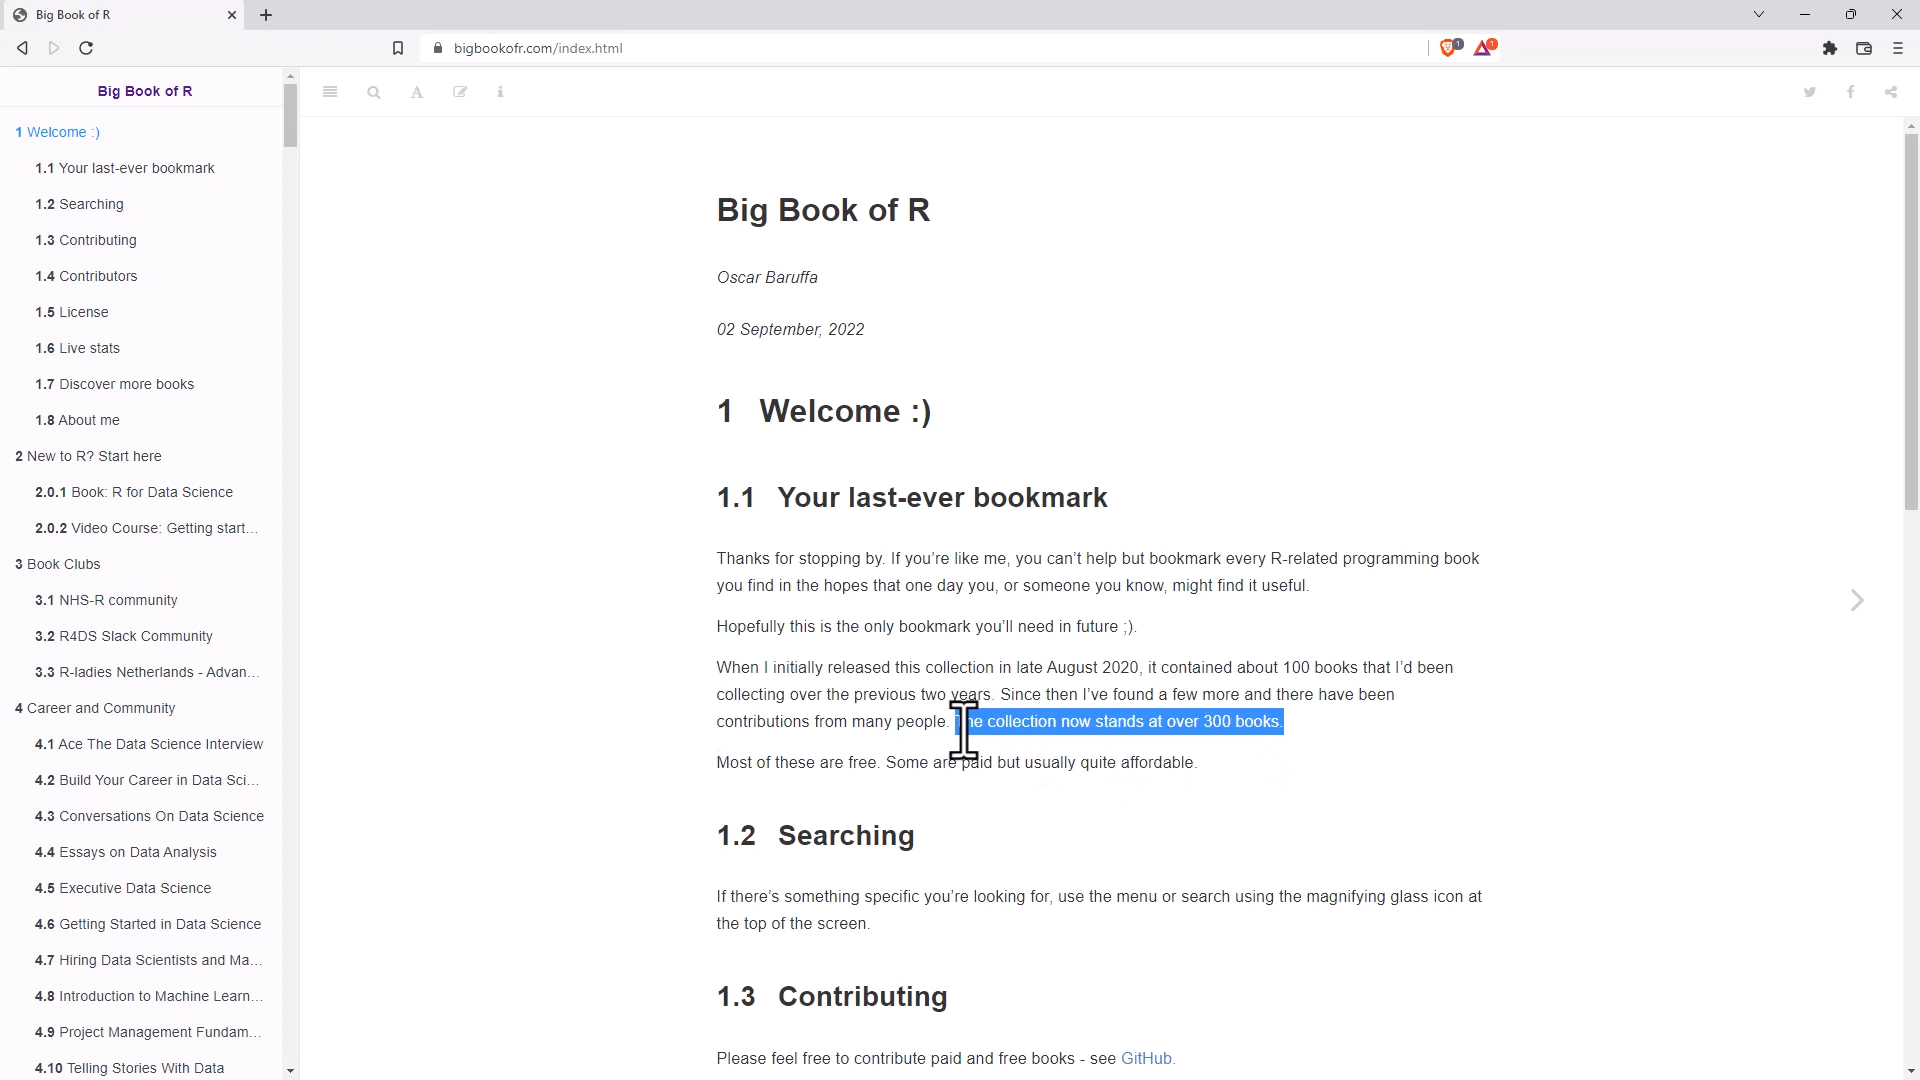 Big Book of R
bigbookofr.com/index.html
1
1
Big Book of R
1 Welcome :)
1.1 Your last-ever bookmark
1.2 Searching
1.3 Contributing
1.4 Contributors
1.5 License
1.6 Live stats
1.7 Discover more books
1.8 About me
2 New to R? Start here
2.0.1 Book: R for Data Science
2.0.2 Video Course: Getting start...
3 Book Clubs
3.1 NHS-R community
3.2 R4DS Slack Community
3.3 R-ladies Netherlands - Advan...
4 Career and Community
4.1 Ace The Data Science Interview
4.2 Build Your Career in Data Sci...
4.3 Conversations On Data Science
4.4 Essays on Data Analysis
4.5 Executive Data Science
4.6 Getting Started in Data Science
4.7 Hiring Data Scientists and Ma...
4.8 Introduction to Machine Learn...
4.9 Project Management Fundam...
4.10 Telling Stories With Data
Big Book of R
Oscar Baruffa
02 September, 2022
1 Welcome :)
1.1 Your last-ever bookmark
Thanks for stopping by. If you're like me, you can't help but bookmark every R-related programming book
you find in the hopes that one day you, or someone you know, might find it useful.
Hopefully this is the only bookmark you'll need in future ;).
When I initially released this collection in late August 2020, it contained about 100 books that I'd been
collecting over the previous two years. Since then I've found a few more and there have been
contributions from many people. The collection now stands at over 300 books.
Most of these are free. Some are paid but usually quite affordable.
1.2 Searching
If there's something specific you're looking for, use the menu or search using the magnifying glass icon at
the top of the screen.
1.3 Contributing
Please feel free to contribute paid and free books - see GitHub.